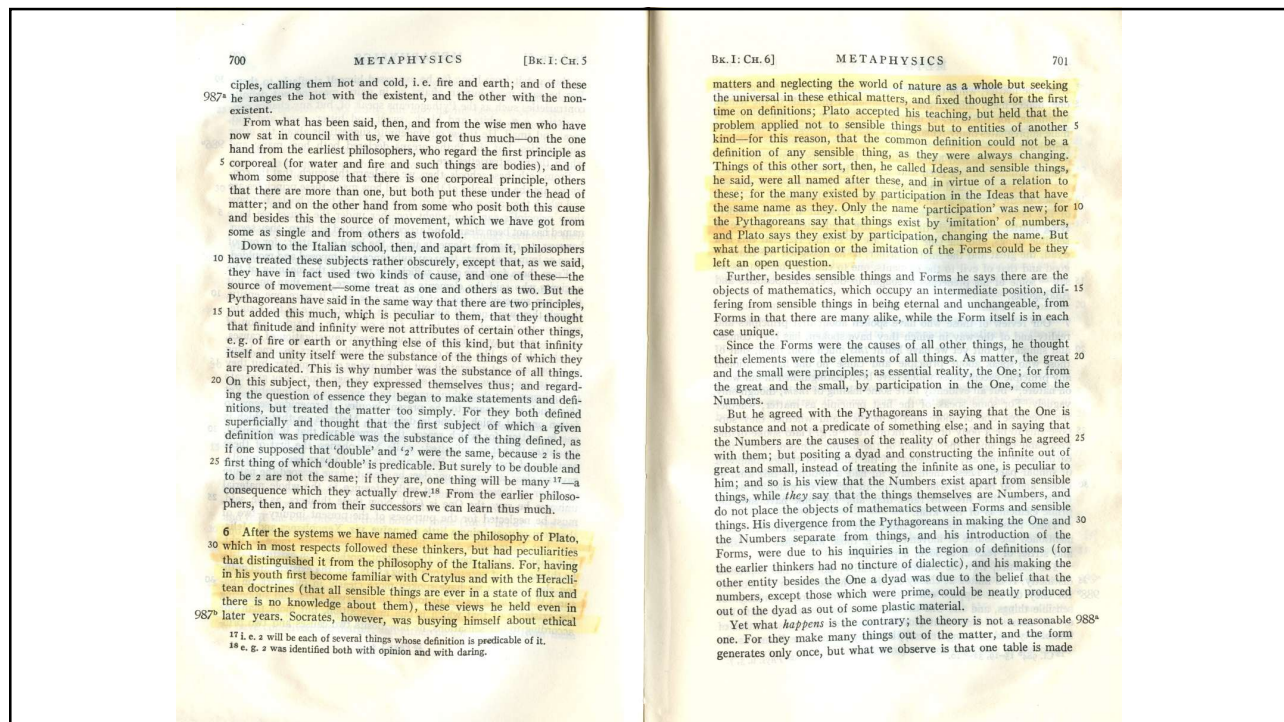 700 METAPHYSICS [BK. I: CH. 5
ciples, calling them hot and cold, i. e. fire and earth; and of these
987ᵃ he ranges the hot with the existent, and the other with the non-
existent.
From what has been said, then, and from the wise men who have
now sat in council with us, we have got thus much—on the one
hand from the earliest philosophers, who regard the first principle as
5 corporeal (for water and fire and such things are bodies), and of
whom some suppose that there is one corporeal principle, others
that there are more than one, but both put these under the head of
matter; and on the other hand from some who posit both this cause
and besides this the source of movement, which we have got from
some as single and from others as twofold.
Down to the Italian school, then, and apart from it, philosophers
10 have treated these subjects rather obscurely, except that, as we said,
they have in fact used two kinds of cause, and one of these—the
source of movement—some treat as one and others as two. But the
Pythagoreans have said in the same way that there are two principles,
15 but added this much, which is peculiar to them, that they thought
that finitude and infinity were not attributes of certain other things,
e. g. of fire or earth or anything else of this kind, but that infinity
itself and unity itself were the substance of the things of which they
are predicated. This is why number was the substance of all things.
20 On this subject, then, they expressed themselves thus; and regard-
ing the question of essence they began to make statements and defi-
nitions, but treated the matter too simply. For they both defined
superficially and thought that the first subject of which a given
definition was predicable was the substance of the thing defined, as
if one supposed that 'double' and '2' were the same, because 2 is the
25 first thing of which 'double' is predicable. But surely to be double and
to be 2 are not the same; if they are, one thing will be many ¹⁷—a
consequence which they actually drew.¹⁸ From the earlier philoso-
phers, then, and from their successors we can learn thus much.
6 After the systems we have named came the philosophy of Plato,
30 which in most respects followed these thinkers, but had peculiarities
that distinguished it from the philosophy of the Italians. For, having
in his youth first become familiar with Cratylus and with the Heracli-
tean doctrines (that all sensible things are ever in a state of flux and
there is no knowledge about them), these views he held even in
987ᵇ later years. Socrates, however, was busying himself about ethical
¹⁷ i. e. 2 will be each of several things whose definition is predicable of it.
¹⁸ e. g. 2 was identified both with opinion and with daring.
BK. I: CH. 6] METAPHYSICS 701
matters and neglecting the world of nature as a whole but seeking
the universal in these ethical matters, and fixed thought for the first
time on definitions; Plato accepted his teaching, but held that the
problem applied not to sensible things but to entities of another 5
kind—for this reason, that the common definition could not be a
definition of any sensible thing, as they were always changing.
Things of this other sort, then, he called Ideas, and sensible things,
he said, were all named after these, and in virtue of a relation to
these; for the many existed by participation in the Ideas that have
the same name as they. Only the name 'participation' was new; for 10
the Pythagoreans say that things exist by 'imitation' of numbers,
and Plato says they exist by participation, changing the name. But
what the participation or the imitation of the Forms could be they
left an open question.
Further, besides sensible things and Forms he says there are the
objects of mathematics, which occupy an intermediate position, dif- 15
fering from sensible things in being eternal and unchangeable, from
Forms in that there are many alike, while the Form itself is in each
case unique.
Since the Forms were the causes of all other things, he thought
their elements were the elements of all things. As matter, the great 20
and the small were principles; as essential reality, the One; for from
the great and the small, by participation in the One, come the
Numbers.
But he agreed with the Pythagoreans in saying that the One is
substance and not a predicate of something else; and in saying that
the Numbers are the causes of the reality of other things he agreed 25
with them; but positing a dyad and constructing the infinite out of
great and small, instead of treating the infinite as one, is peculiar to
him; and so is his view that the Numbers exist apart from sensible
things, while they say that the things themselves are Numbers, and
do not place the objects of mathematics between Forms and sensible
things. His divergence from the Pythagoreans in making the One and 30
the Numbers separate from things, and his introduction of the
Forms, were due to his inquiries in the region of definitions (for
the earlier thinkers had no tincture of dialectic), and his making the
other entity besides the One a dyad was due to the belief that the
numbers, except those which were prime, could be neatly produced
out of the dyad as out of some plastic material.
Yet what happens is the contrary; the theory is not a reasonable 988ᵃ
one. For they make many things out of the matter, and the form
generates only once, but what we observe is that one table is made